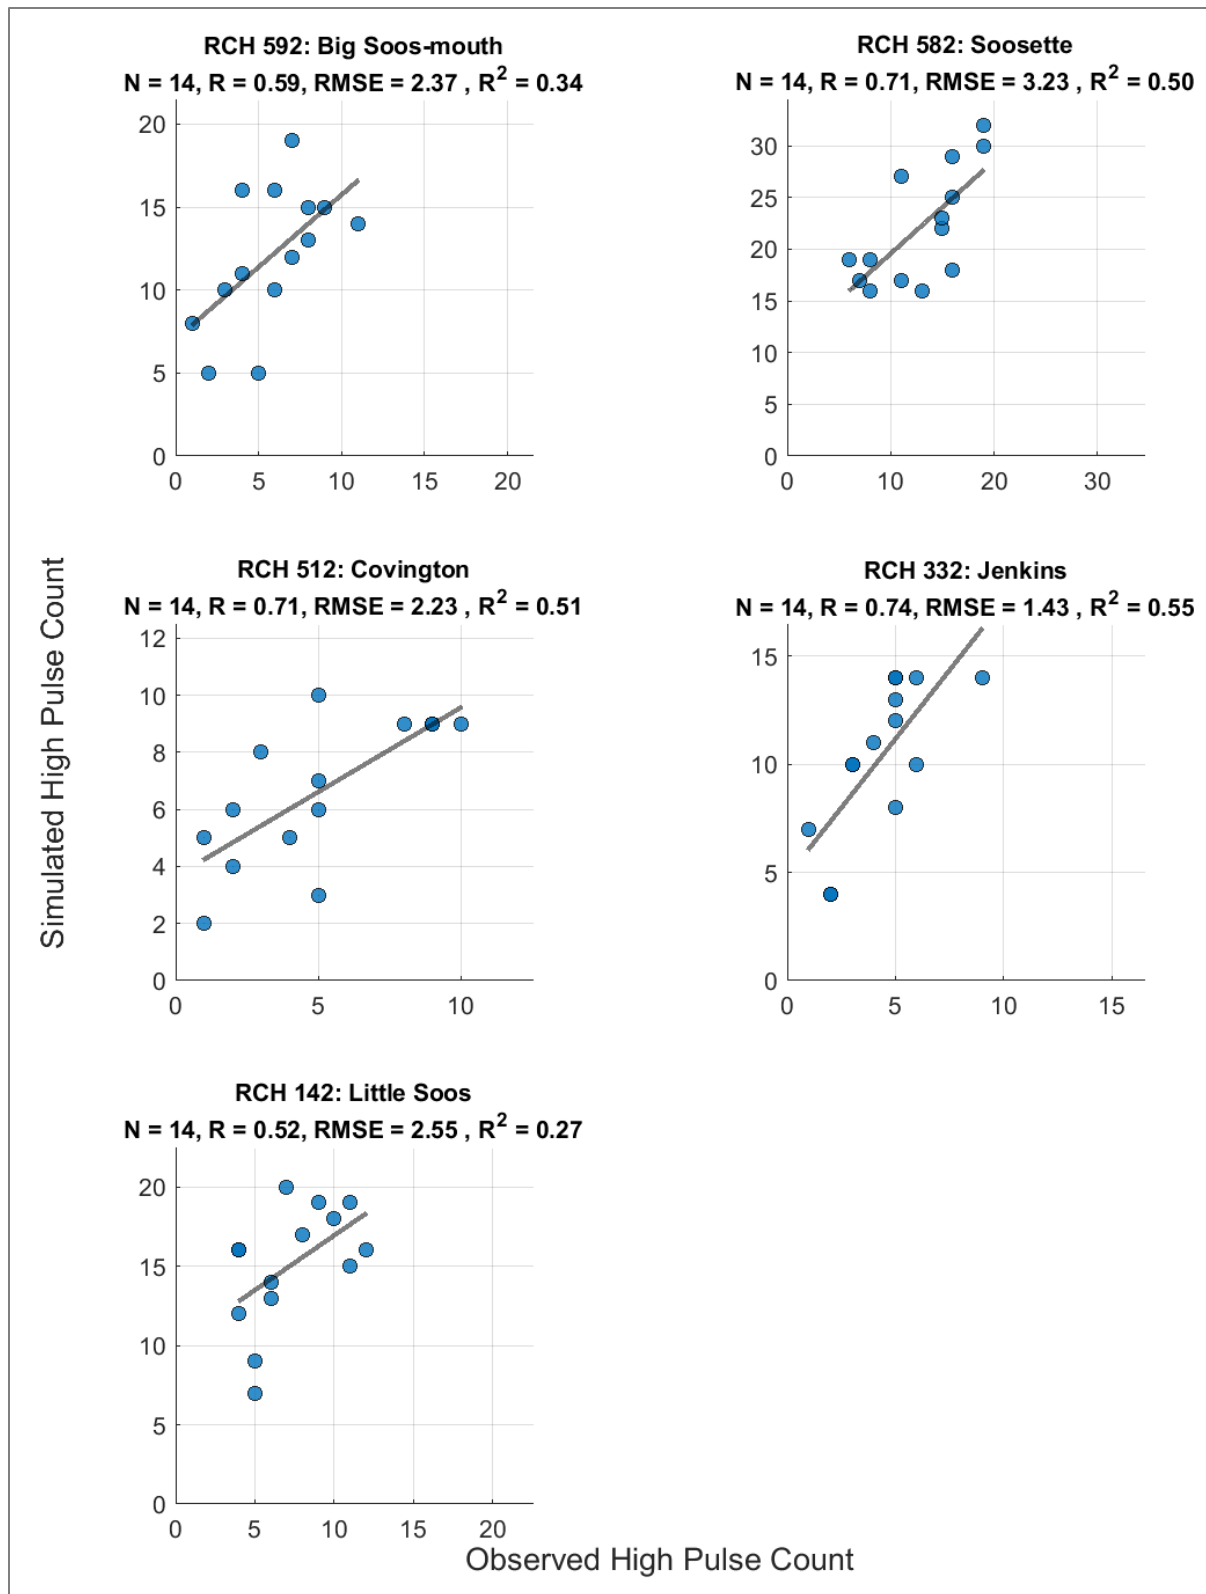 RCH 592: Big Soos-mouth
N = 14, R = 0.59, RMSE = 2.37 , R² = 0.34
20
15
10
5
0
0 5 10 15 20
RCH 582: Soosette
N = 14, R = 0.71, RMSE = 3.23 , R² = 0.50
30
25
20
15
10
5
0
0 10 20 30
Simulated High Pulse Count
RCH 512: Covington
N = 14, R = 0.71, RMSE = 2.23 , R² = 0.51
12
10
8
6
4
2
0
0 5 10
RCH 332: Jenkins
N = 14, R = 0.74, RMSE = 1.43 , R² = 0.55
15
10
5
0
0 5 10 15
RCH 142: Little Soos
N = 14, R = 0.52, RMSE = 2.55 , R² = 0.27
20
15
10
5
0
0 5 10 15 20
Observed High Pulse Count